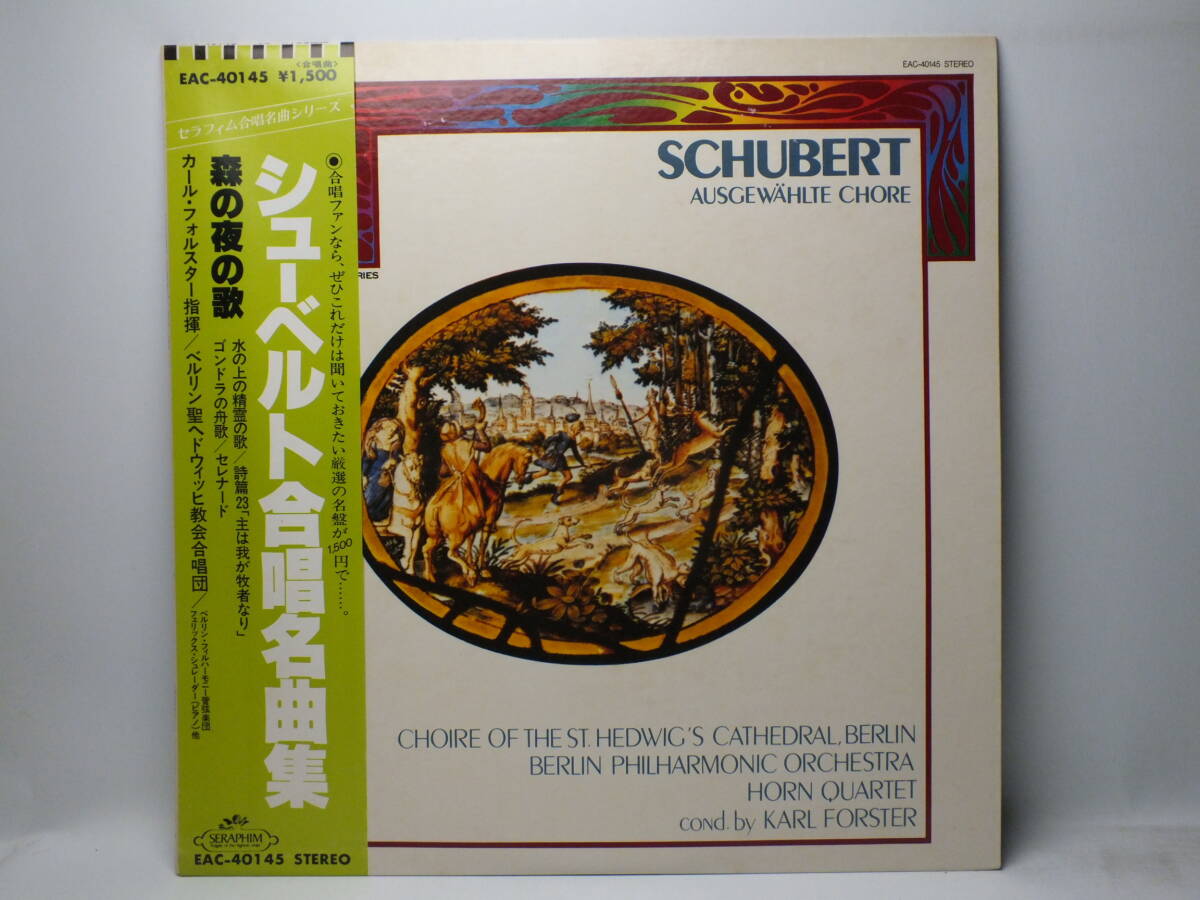 〈合唱曲〉
EAC-40145 ¥1,500
セラフィム合唱名曲シリーズ
●合唱ファンなら、ぜひこれだけは聞いておきたい厳選の名盤が1,500円で……。
シューベルト合唱名曲集
森の夜の歌
水の上の精霊の歌/詩篇23「主は我が牧者なり」
ゴンドラの舟歌/セレナード
カール・フォルスター指揮/ベルリン聖ヘドウィッヒ教会合唱団/
ベルリン・フィルハーモニー管弦楽団
フェリックス・シュレーダー(ピアノ)他
SERAPHIM
EAC-40145 STEREO
EAC-40145 STEREO
SCHUBERT
AUSGEWÄHLTE CHORE
RIES
CHOIRE OF THE ST. HEDWIG'S CATHEDRAL, BERLIN
BERLIN PHILHARMONIC ORCHESTRA
HORN QUARTET
cond. by KARL FORSTER